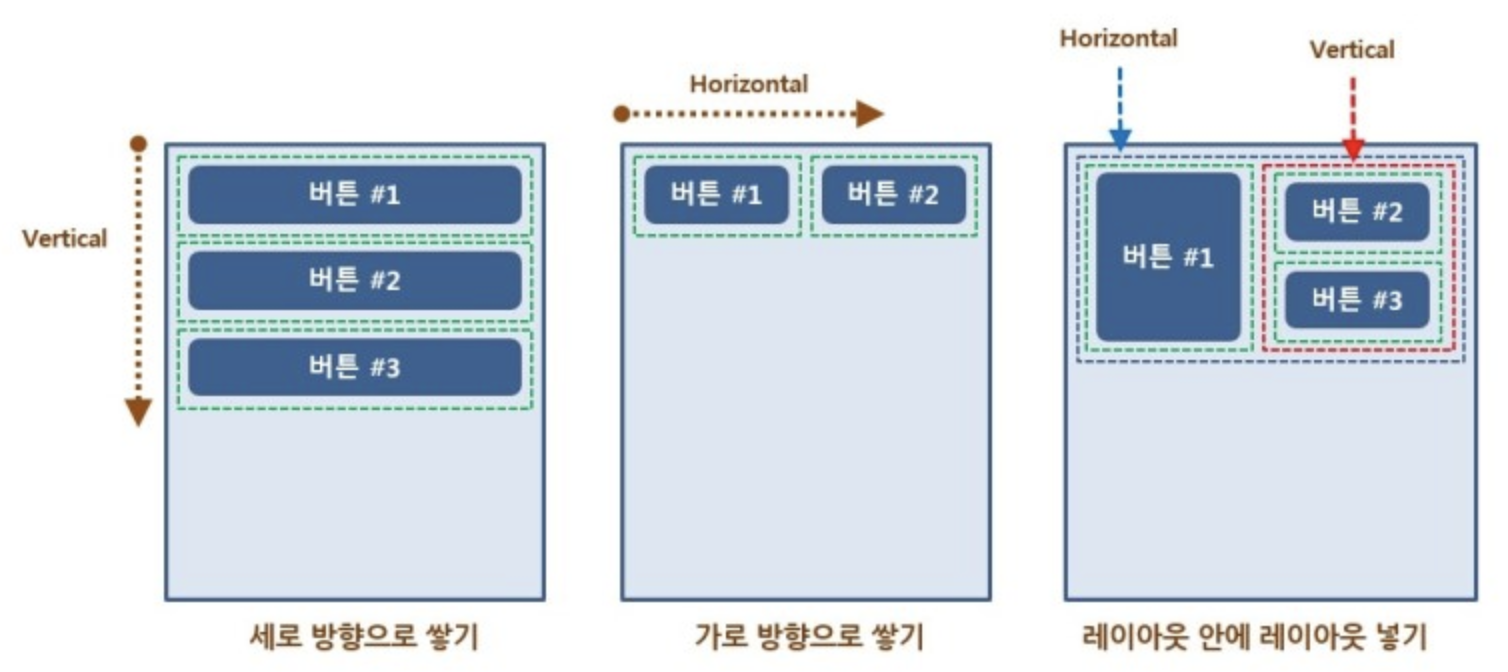 Vertical
버튼 #1
버튼 #2
버튼 #3
세로 방향으로 쌓기
Horizontal
버튼 #1
버튼 #2
가로 방향으로 쌓기
Horizontal
Vertical
버튼 #1
버튼 #2
버튼 #3
레이아웃 안에 레이아웃 넣기